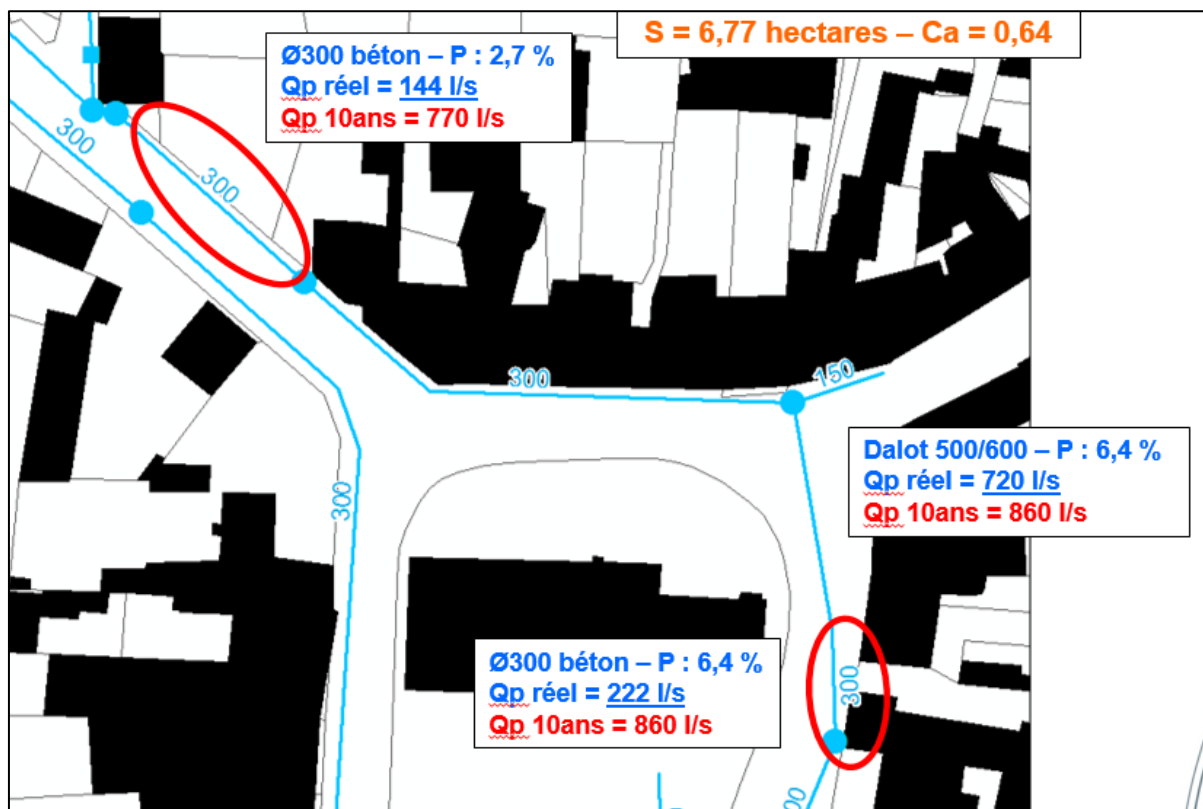 S = 6,77 hectares – Ca = 0,64
Ø300 béton – P : 2,7 %
Qp réel = 144 l/s
Qp 10ans = 770 l/s
300
300
300
150
300
Dalot 500/600 – P : 6,4 %
Qp réel = 720 l/s
Qp 10ans = 860 l/s
Ø300 béton – P : 6,4 %
Qp réel = 222 l/s
Qp 10ans = 860 l/s
300